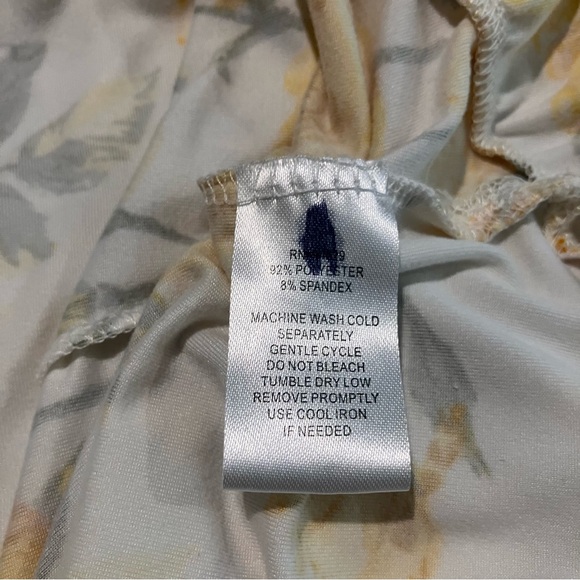 92% POLYESTER
8% SPANDEX
MACHINE WASH COLD
SEPARATELY
GENTLE CYCLE
DO NOT BLEACH
TUMBLE DRY LOW
REMOVE PROMPTLY
USE COOL IRON
IF NEEDED